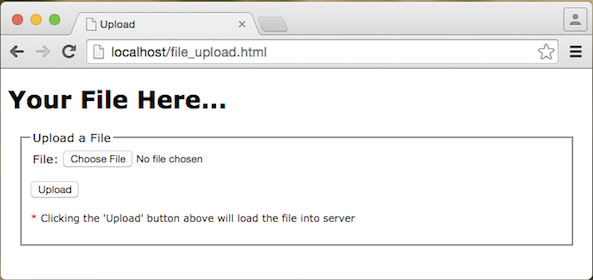 Upload
localhost/file_upload.html
Your File Here...
Upload a File
File: Choose File No file chosen
Upload
* Clicking the 'Upload' button above will load the file into server